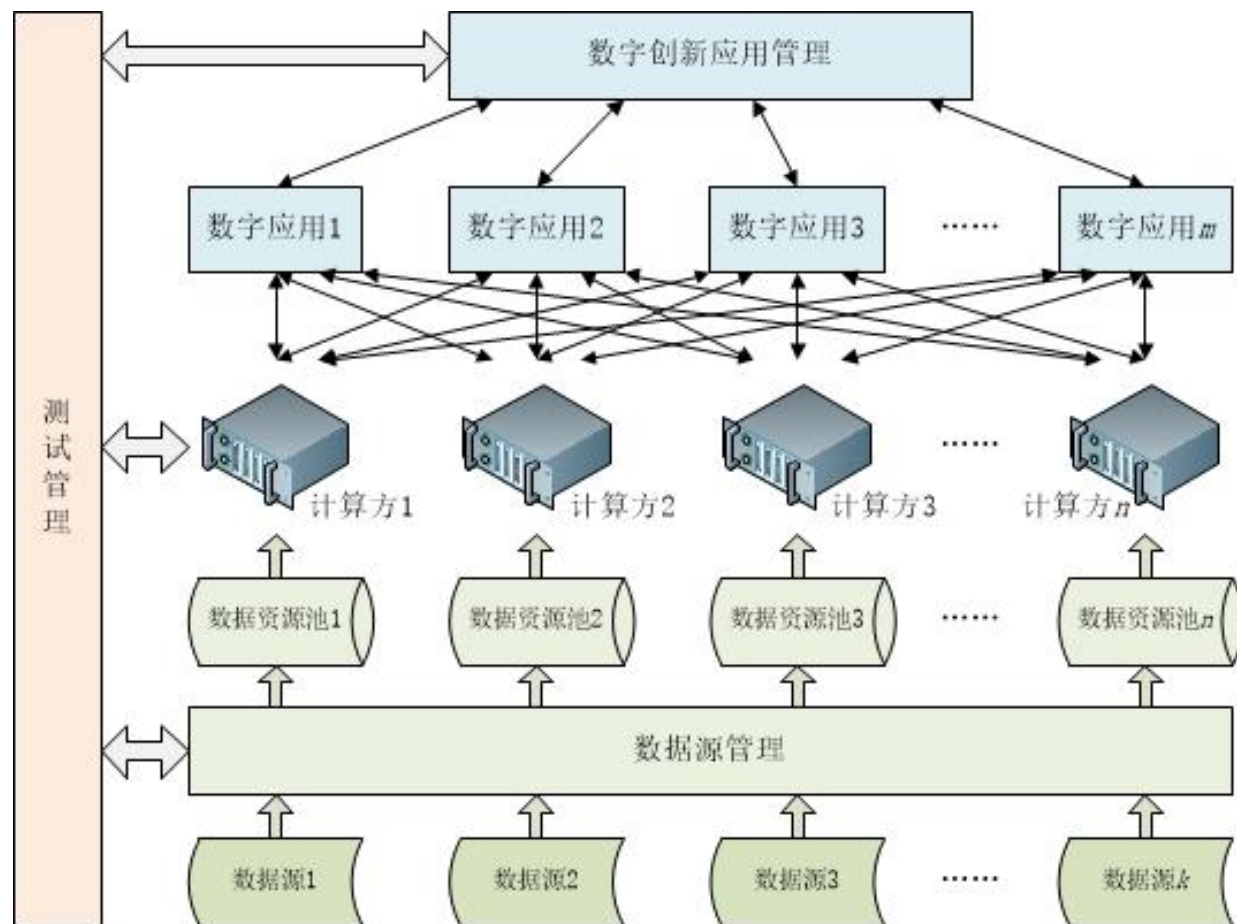 数字创新应用管理
数字应用1
数字应用2
数字应用3
……
数字应用m
测试管理
计算方1
计算方2
计算方3
……
计算方n
数据资源池1
数据资源池2
数据资源池3
……
数据资源池n
数据源管理
数据源1
数据源2
数据源3
……
数据源k